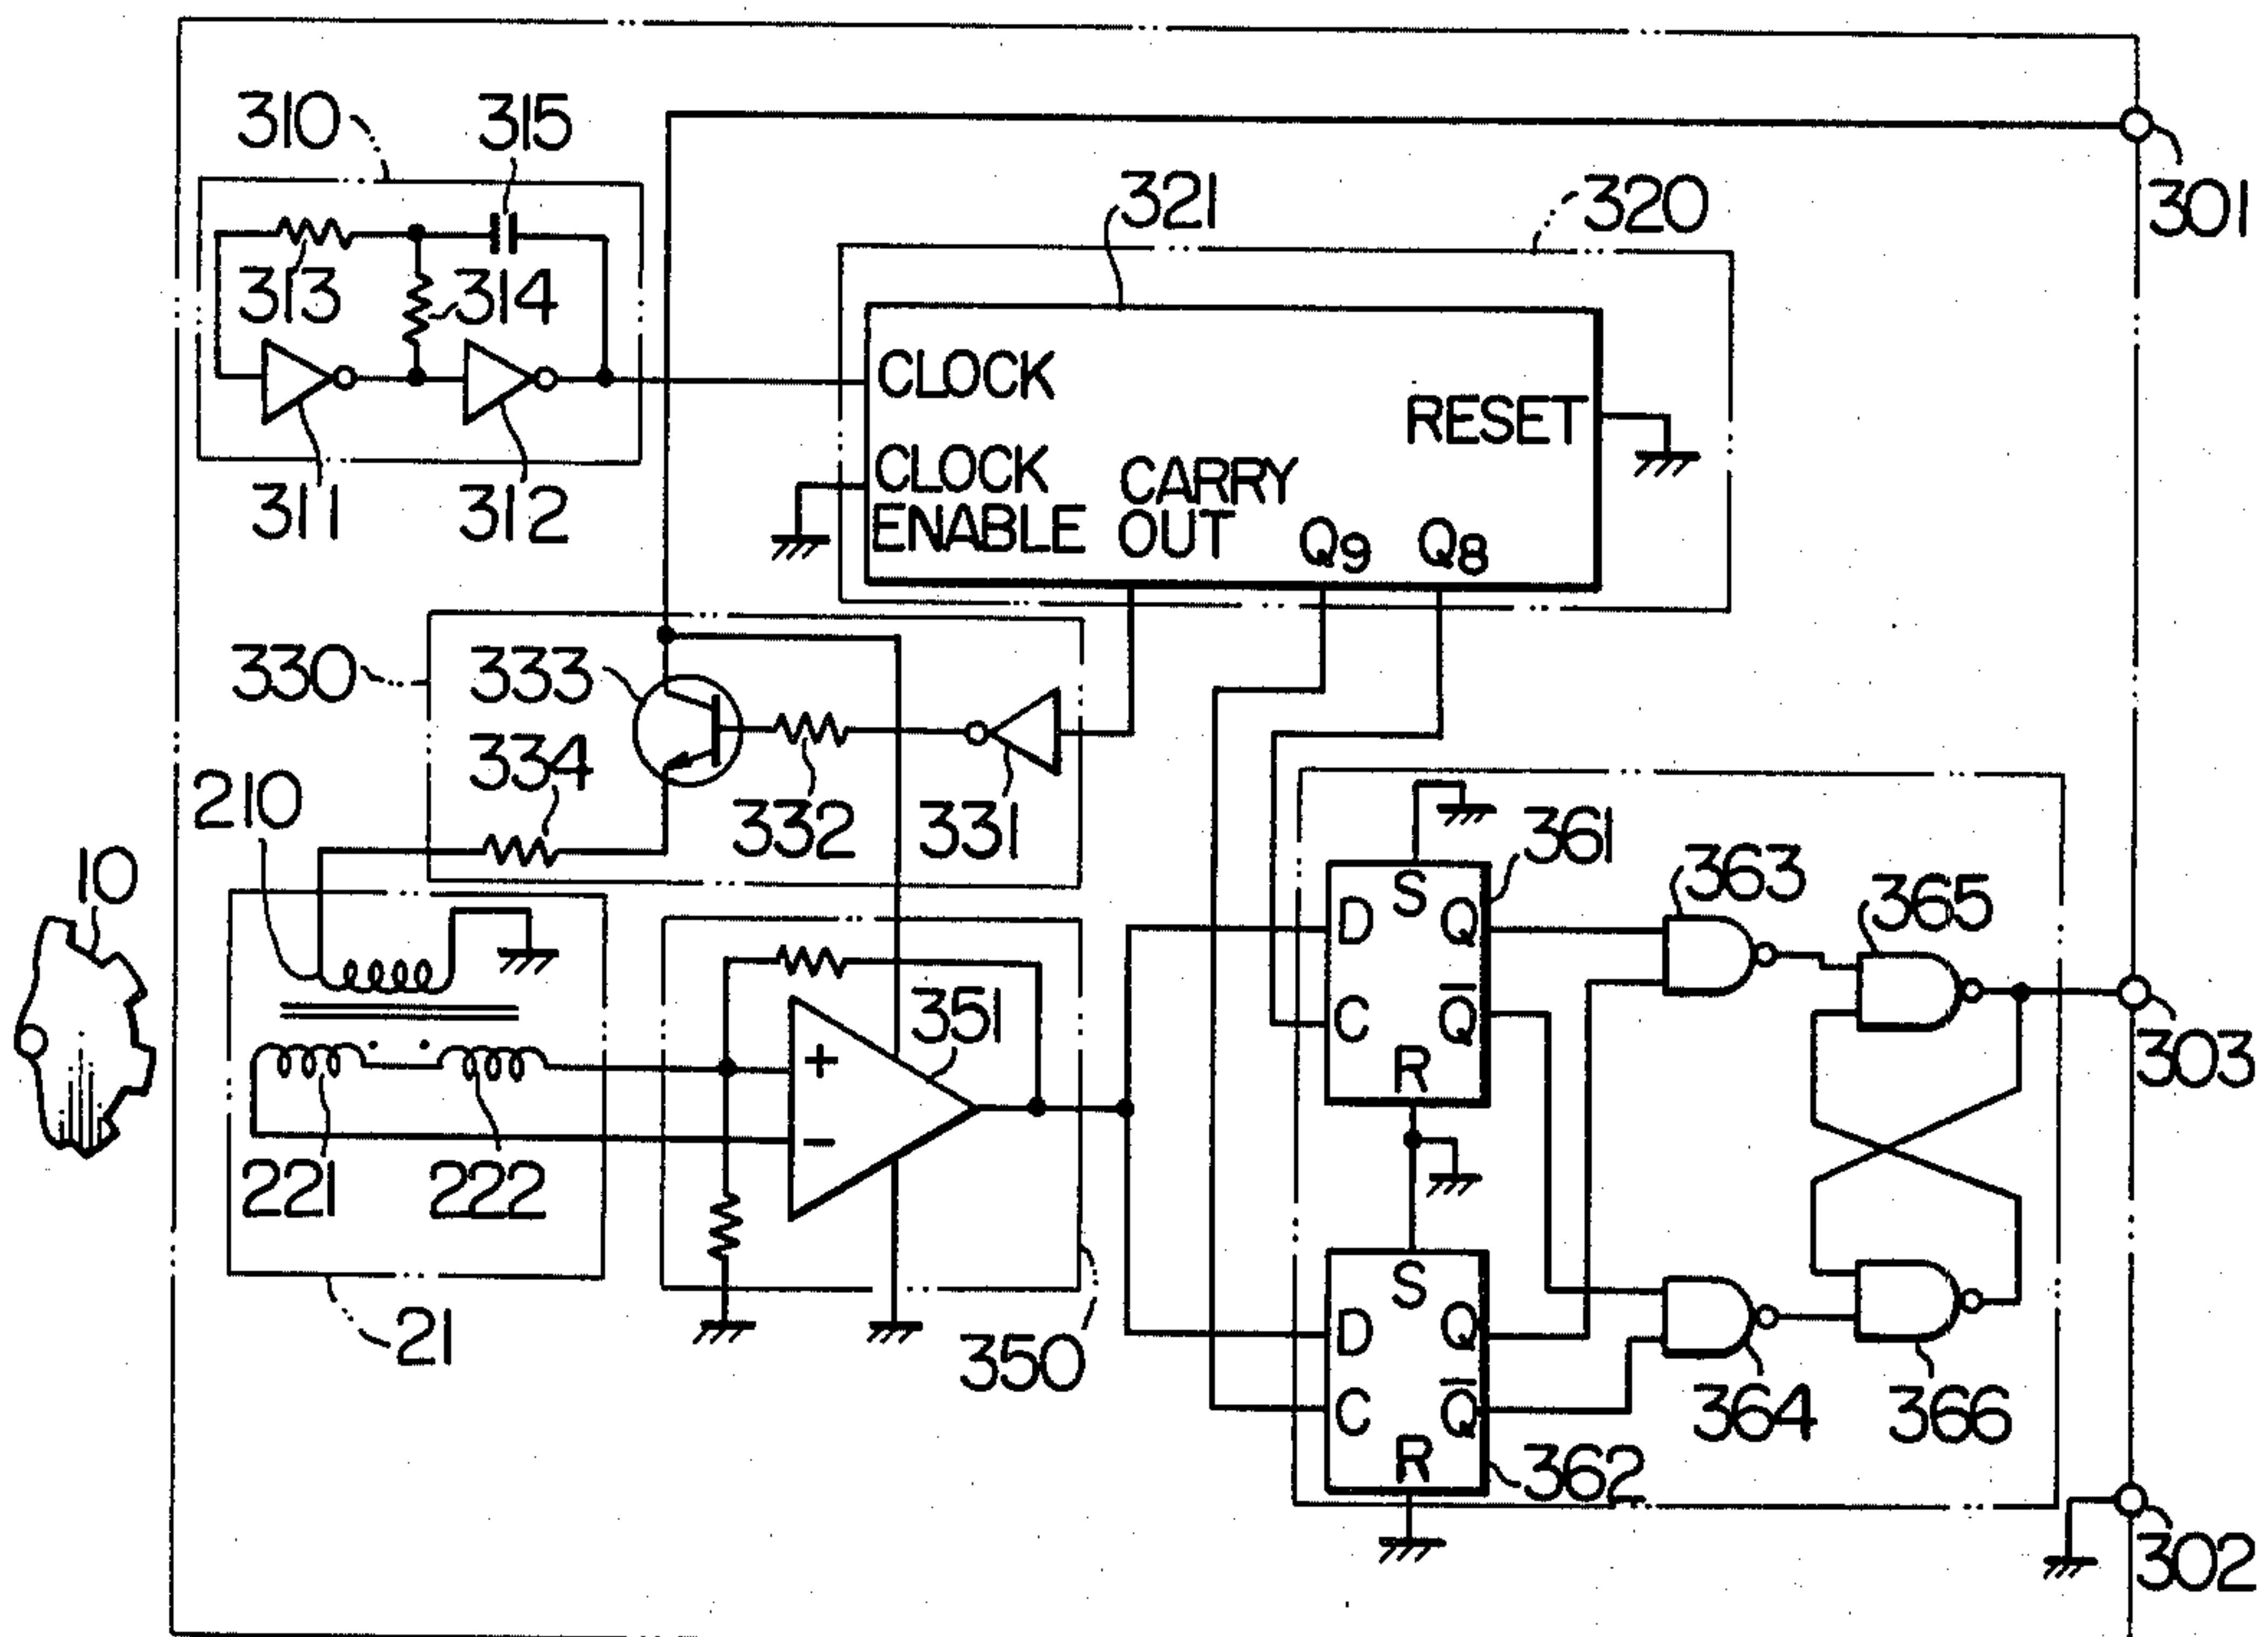 310
315
321
320
301
313
314
CLOCK
RESET
CLOCK
ENABLE
CARRY
OUT
Q9
Q8
311
312
330
333
334
332
331
210
10
361
363
365
S
D
Q
C
Q̅
R
351
+
−
303
221
222
21
350
S
D
Q
C
Q̅
R
364
366
362
302